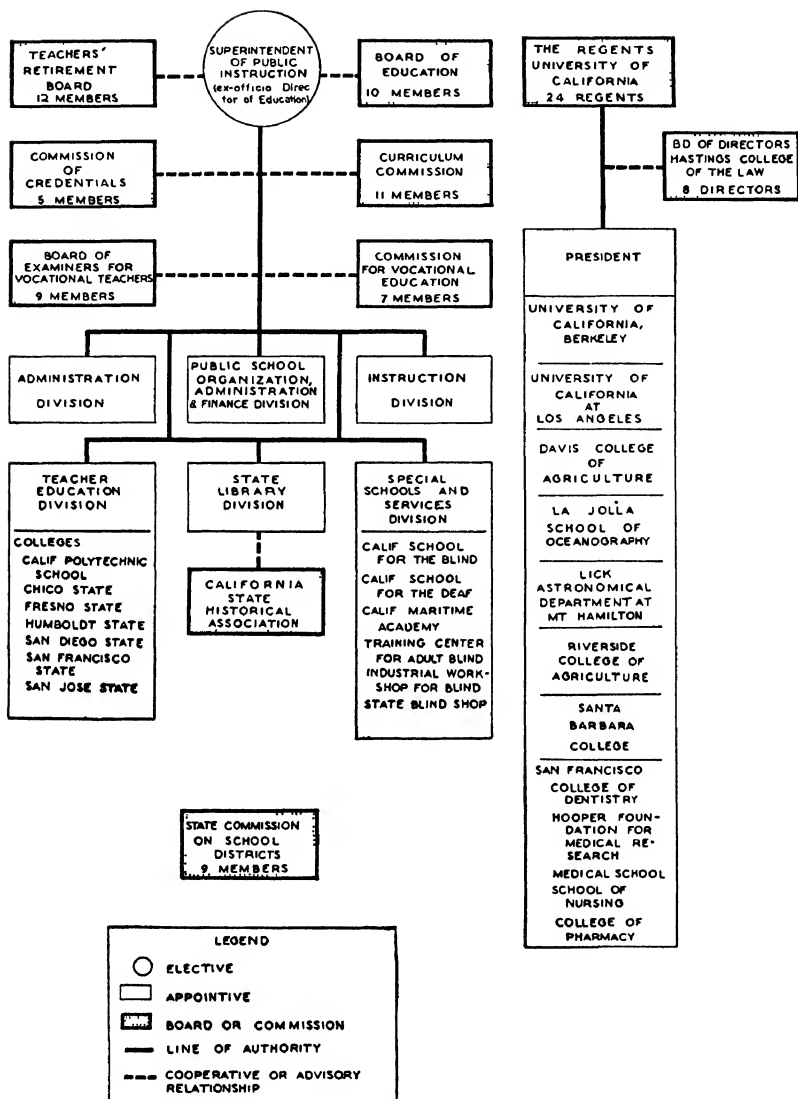 TEACHERS'
RETIREMENT
BOARD
12 MEMBERS
SUPERINTENDENT
OF PUBLIC
INSTRUCTION
(ex-officio Direc
tor of Education)
BOARD OF
EDUCATION
10 MEMBERS
THE REGENTS
UNIVERSITY OF
CALIFORNIA
24 REGENTS
COMMISSION
OF
CREDENTIALS
5 MEMBERS
CURRICULUM
COMMISSION
11 MEMBERS
BD OF DIRECTORS
HASTINGS COLLEGE
OF THE LAW
8 DIRECTORS
BOARD OF
EXAMINERS FOR
VOCATIONAL TEACHERS
9 MEMBERS
COMMISSION
FOR VOCATIONAL
EDUCATION
7 MEMBERS
ADMINISTRATION
DIVISION
PUBLIC SCHOOL
ORGANIZATION,
ADMINISTRATION
& FINANCE DIVISION
INSTRUCTION
DIVISION
TEACHER
EDUCATION
DIVISION
COLLEGES
CALIF POLYTECHNIC
SCHOOL
CHICO STATE
FRESNO STATE
HUMBOLDT STATE
SAN DIEGO STATE
SAN FRANCISCO
STATE
SAN JOSE STATE
STATE
LIBRARY
DIVISION
CALIFORNIA
STATE
HISTORICAL
ASSOCIATION
SPECIAL
SCHOOLS AND
SERVICES
DIVISION
CALIF SCHOOL
FOR THE BLIND
CALIF SCHOOL
FOR THE DEAF
CALIF MARITIME
ACADEMY
TRAINING CENTER
FOR ADULT BLIND
INDUSTRIAL WORK-
SHOP FOR BLIND
STATE BLIND SHOP
PRESIDENT
UNIVERSITY OF
CALIFORNIA,
BERKELEY
UNIVERSITY OF
CALIFORNIA
AT
LOS ANGELES
DAVIS COLLEGE
OF
AGRICULTURE
LA JOLLA
SCHOOL OF
OCEANOGRAPHY
LICK
ASTRONOMICAL
DEPARTMENT AT
MT HAMILTON
RIVERSIDE
COLLEGE OF
AGRICULTURE
SANTA
BARBARA
COLLEGE
SAN FRANCISCO
COLLEGE OF
DENTISTRY
HOOPER FOUN-
DATION FOR
MEDICAL RE-
SEARCH
MEDICAL SCHOOL
SCHOOL OF
NURSING
COLLEGE OF
PHARMACY
STATE COMMISSION
ON SCHOOL
DISTRICTS
9 MEMBERS
LEGEND
ELECTIVE
APPOINTIVE
BOARD OR COMMISSION
LINE OF AUTHORITY
COOPERATIVE OR ADVISORY
RELATIONSHIP